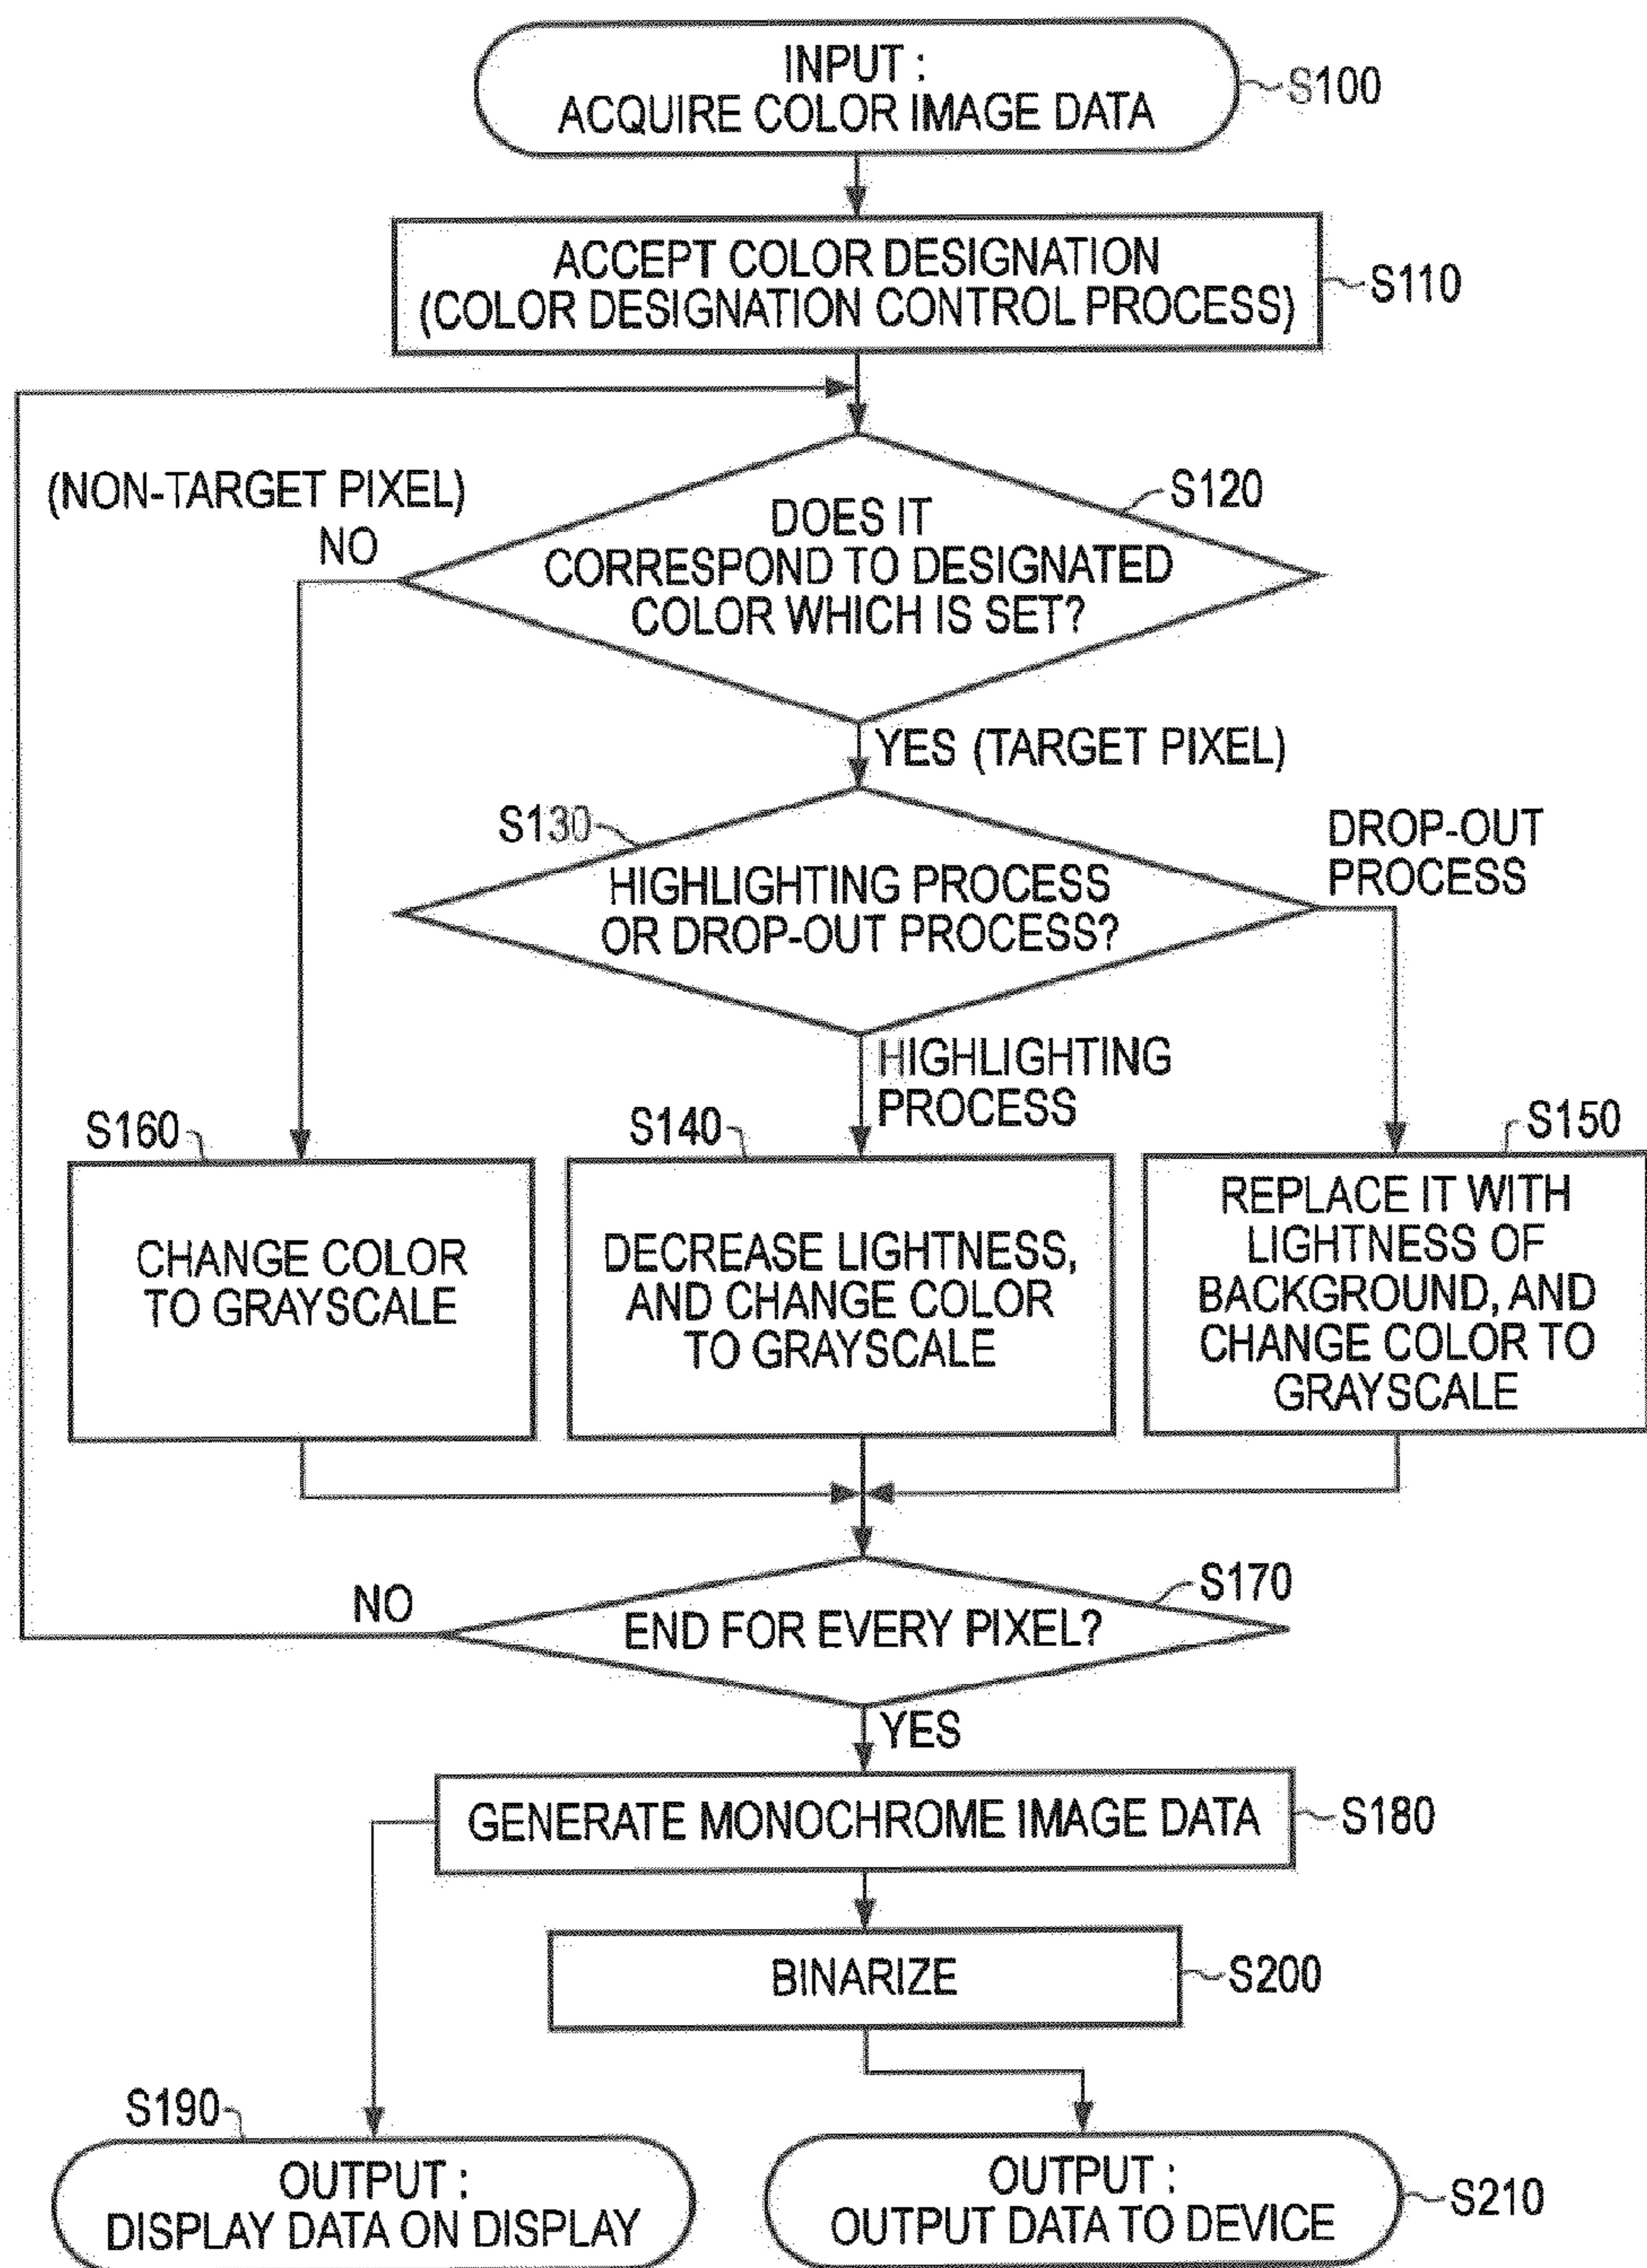 INPUT :
ACQUIRE COLOR IMAGE DATA
S100
ACCEPT COLOR DESIGNATION
(COLOR DESIGNATION CONTROL PROCESS)
S110
(NON-TARGET PIXEL)
NO
S120
DOES IT
CORRESPOND TO DESIGNATED
COLOR WHICH IS SET?
YES (TARGET PIXEL)
S130
HIGHLIGHTING PROCESS
OR DROP-OUT PROCESS?
DROP-OUT
PROCESS
HIGHLIGHTING
PROCESS
S160
CHANGE COLOR
TO GRAYSCALE
S140
DECREASE LIGHTNESS,
AND CHANGE COLOR
TO GRAYSCALE
S150
REPLACE IT WITH
LIGHTNESS OF
BACKGROUND, AND
CHANGE COLOR TO
GRAYSCALE
NO
S170
END FOR EVERY PIXEL?
YES
GENERATE MONOCHROME IMAGE DATA
S180
BINARIZE
S200
S190
OUTPUT :
DISPLAY DATA ON DISPLAY
OUTPUT :
OUTPUT DATA TO DEVICE
S210